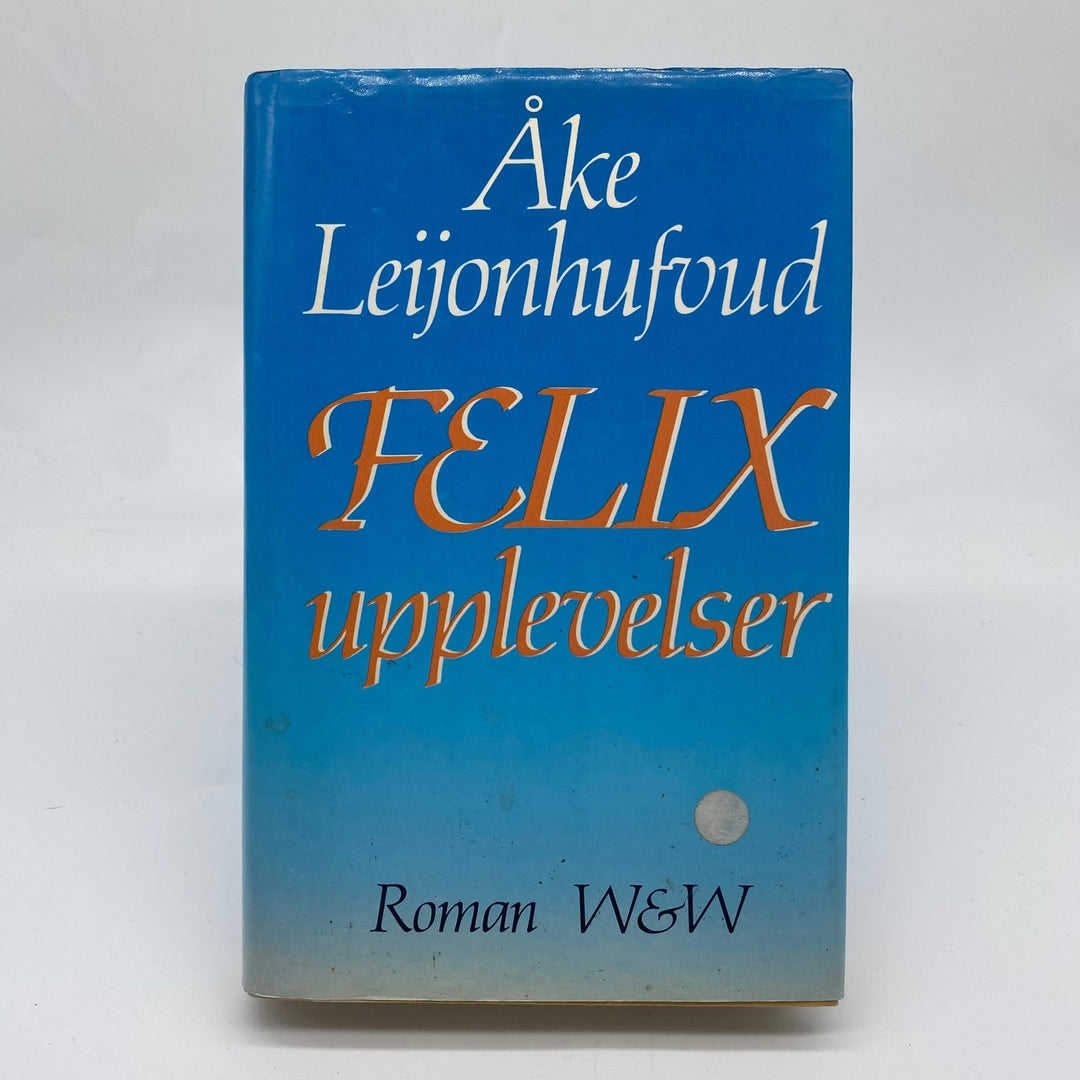 Åke
Leijonhufvud
FELIX
upplevelser
Roman W&W